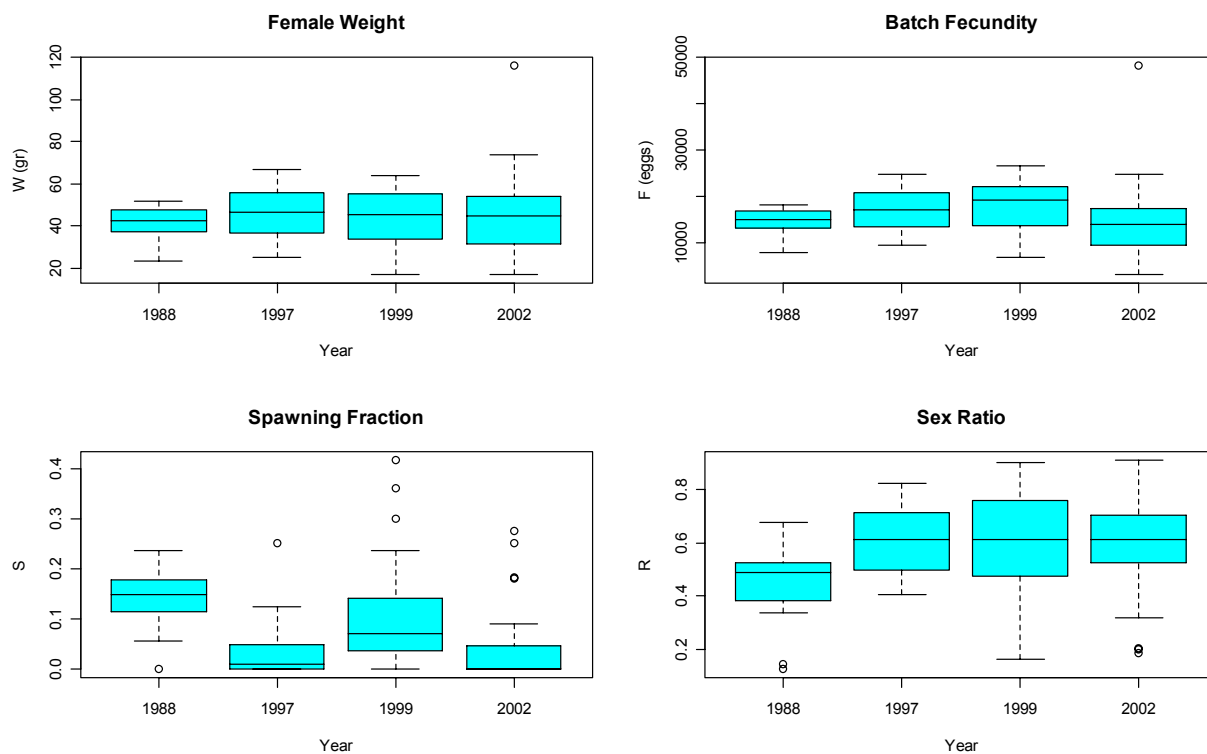 Female Weight
W (gr)
120
100
80
60
40
20
1988 1997 1999 2002
Year
Batch Fecundity
F (eggs)
50000
30000
10000
1988 1997 1999 2002
Year
Spawning Fraction
S
0.4
0.3
0.2
0.1
0.0
1988 1997 1999 2002
Year
Sex Ratio
R
0.8
0.6
0.4
0.2
1988 1997 1999 2002
Year